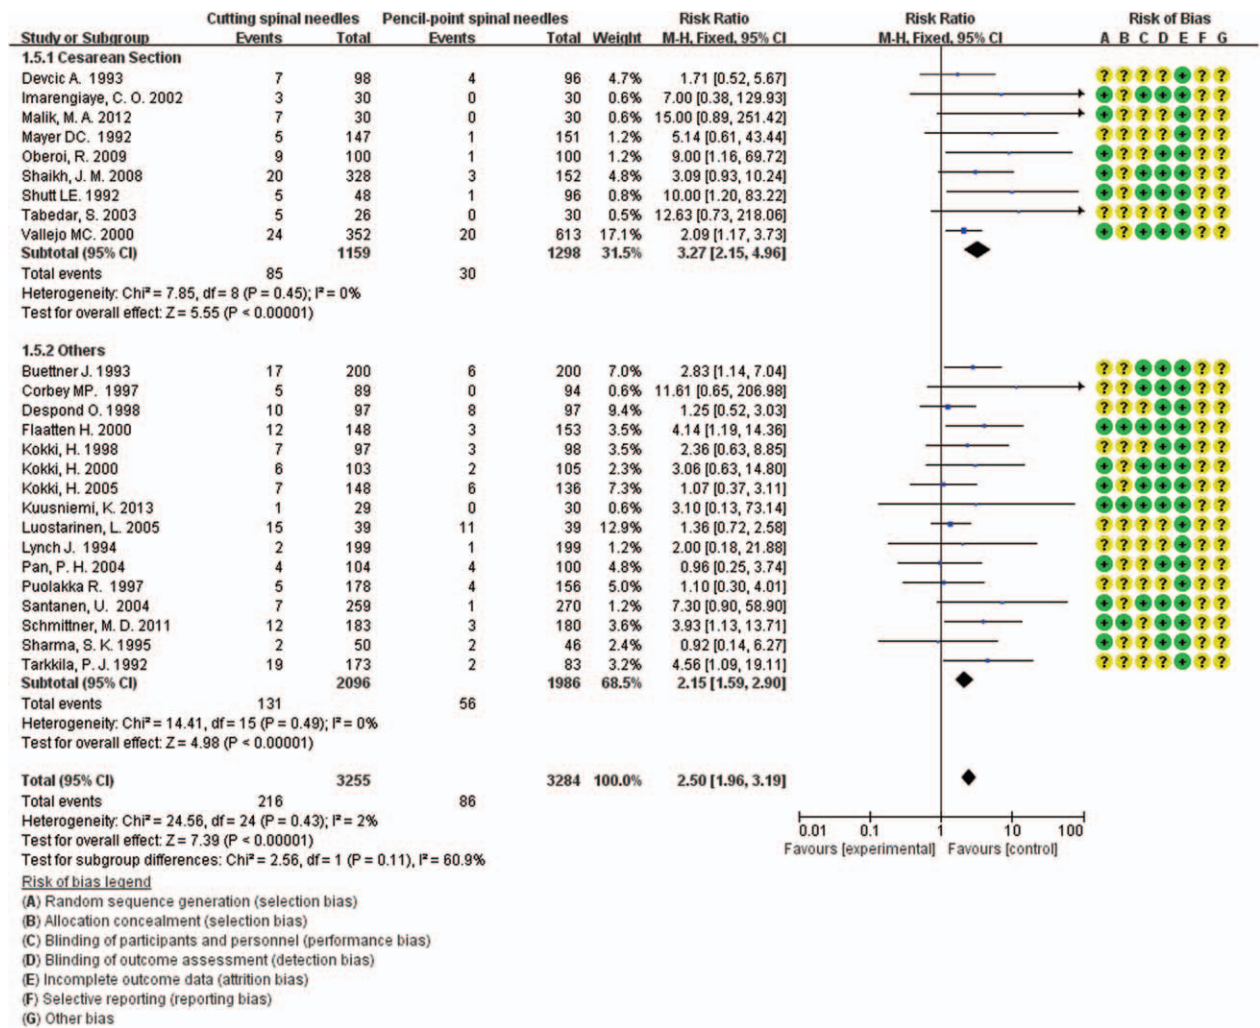 Cutting spinal needles Pencil-point spinal needles Risk Ratio Risk Ratio Risk of Bias
Study or Subgroup Events Total Events Total Weight M-H, Fixed, 95% CI M-H, Fixed, 95% CI A B C D E F G
1.5.1 Cesarean Section
Devcic A. 1993 7 98 4 96 4.7% 1.71 [0.52, 5.67] ? ? ? ? + ? ?
Imarengiaye, C. O. 2002 3 30 0 30 0.6% 7.00 [0.38, 129.93] + ? + + + ? ?
Malik, M. A. 2012 7 30 0 30 0.6% 15.00 [0.89, 251.42] + ? ? ? + ? ?
Mayer DC. 1992 5 147 1 151 1.2% 5.14 [0.61, 43.44] ? ? ? ? + ? ?
Oberoi, R. 2009 9 100 1 100 1.2% 9.00 [1.16, 69.72] + ? ? + + ? ?
Shaikh, J. M. 2008 20 328 3 152 4.8% 3.09 [0.93, 10.24] + ? + + + ? ?
Shutt LE. 1992 5 48 1 96 0.8% 10.00 [1.20, 83.22] + ? + + + ? ?
Tabedar, S. 2003 5 26 0 30 0.5% 12.63 [0.73, 218.06] ? ? ? ? + ? ?
Vallejo MC. 2000 24 352 20 613 17.1% 2.09 [1.17, 3.73] + ? + + + ? ?
Subtotal (95% CI) 1159 1298 31.5% 3.27 [2.15, 4.96]
Total events 85 30
Heterogeneity: Chi² = 7.85, df = 8 (P = 0.45); I² = 0%
Test for overall effect: Z = 5.55 (P < 0.00001)
1.5.2 Others
Buettner J. 1993 17 200 6 200 7.0% 2.83 [1.14, 7.04] ? ? + + + ? ?
Corbey MP. 1997 5 89 0 94 0.6% 11.61 [0.65, 206.98] ? ? + + + ? ?
Despond O. 1998 10 97 8 97 9.4% 1.25 [0.52, 3.03] ? ? ? + + ? ?
Flaatten H. 2000 12 148 3 153 3.5% 4.14 [1.19, 14.36] + + + + + ? ?
Kokki, H. 1998 7 97 3 98 3.5% 2.36 [0.63, 8.85] ? ? ? + + ? ?
Kokki, H. 2000 6 103 2 105 2.3% 3.06 [0.63, 14.80] + ? + + + ? ?
Kokki, H. 2005 7 148 6 136 7.3% 1.07 [0.37, 3.11] + ? + + + ? ?
Kuusniemi, K. 2013 1 29 0 30 0.6% 3.10 [0.13, 73.14] + + + + + ? ?
Luostarinen, L. 2005 15 39 11 39 12.9% 1.36 [0.72, 2.58] ? ? ? ? + ? ?
Lynch J. 1994 2 199 1 199 1.2% 2.00 [0.18, 21.88] ? ? ? ? + ? ?
Pan, P. H. 2004 4 104 4 100 4.8% 0.96 [0.25, 3.74] + ? ? + + ? ?
Puolakka R. 1997 5 178 4 156 5.0% 1.10 [0.30, 4.01] ? ? ? ? + ? ?
Santanen, U. 2004 7 259 1 270 1.2% 7.30 [0.90, 58.90] + ? + + + ? ?
Schmittner, M. D. 2011 12 183 3 180 3.6% 3.93 [1.13, 13.71] + + ? + + ? ?
Sharma, S. K. 1995 2 50 2 46 2.4% 0.92 [0.14, 6.27] + ? ? + + ? ?
Tarkkila, P. J. 1992 19 173 2 83 3.2% 4.56 [1.09, 19.11] ? ? ? ? + ? ?
Subtotal (95% CI) 2096 1986 68.5% 2.15 [1.59, 2.90]
Total events 131 56
Heterogeneity: Chi² = 14.41, df = 15 (P = 0.49); I² = 0%
Test for overall effect: Z = 4.98 (P < 0.00001)
Total (95% CI) 3255 3284 100.0% 2.50 [1.96, 3.19]
Total events 216 86
Heterogeneity: Chi² = 24.56, df = 24 (P = 0.43); I² = 2%
Test for overall effect: Z = 7.39 (P < 0.00001)
Test for subgroup differences: Chi² = 2.56, df = 1 (P = 0.11), I² = 60.9%
0.01 0.1 1 10 100
Favours [experimental] Favours [control]
Risk of bias legend
(A) Random sequence generation (selection bias)
(B) Allocation concealment (selection bias)
(C) Blinding of participants and personnel (performance bias)
(D) Blinding of outcome assessment (detection bias)
(E) Incomplete outcome data (attrition bias)
(F) Selective reporting (reporting bias)
(G) Other bias